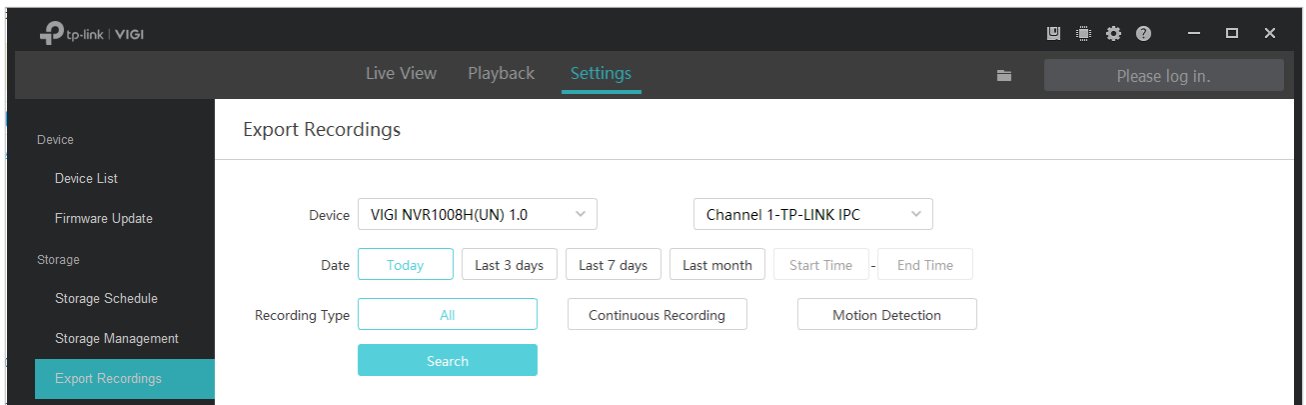 tp-link | VIGI
Live View Playback Settings Please log in.
Device
Device List
Firmware Update
Storage
Storage Schedule
Storage Management
Export Recordings
Export Recordings
Device VIGI NVR1008H(UN) 1.0 Channel 1-TP-LINK IPC
Date Today Last 3 days Last 7 days Last month Start Time - End Time
Recording Type All Continuous Recording Motion Detection
Search